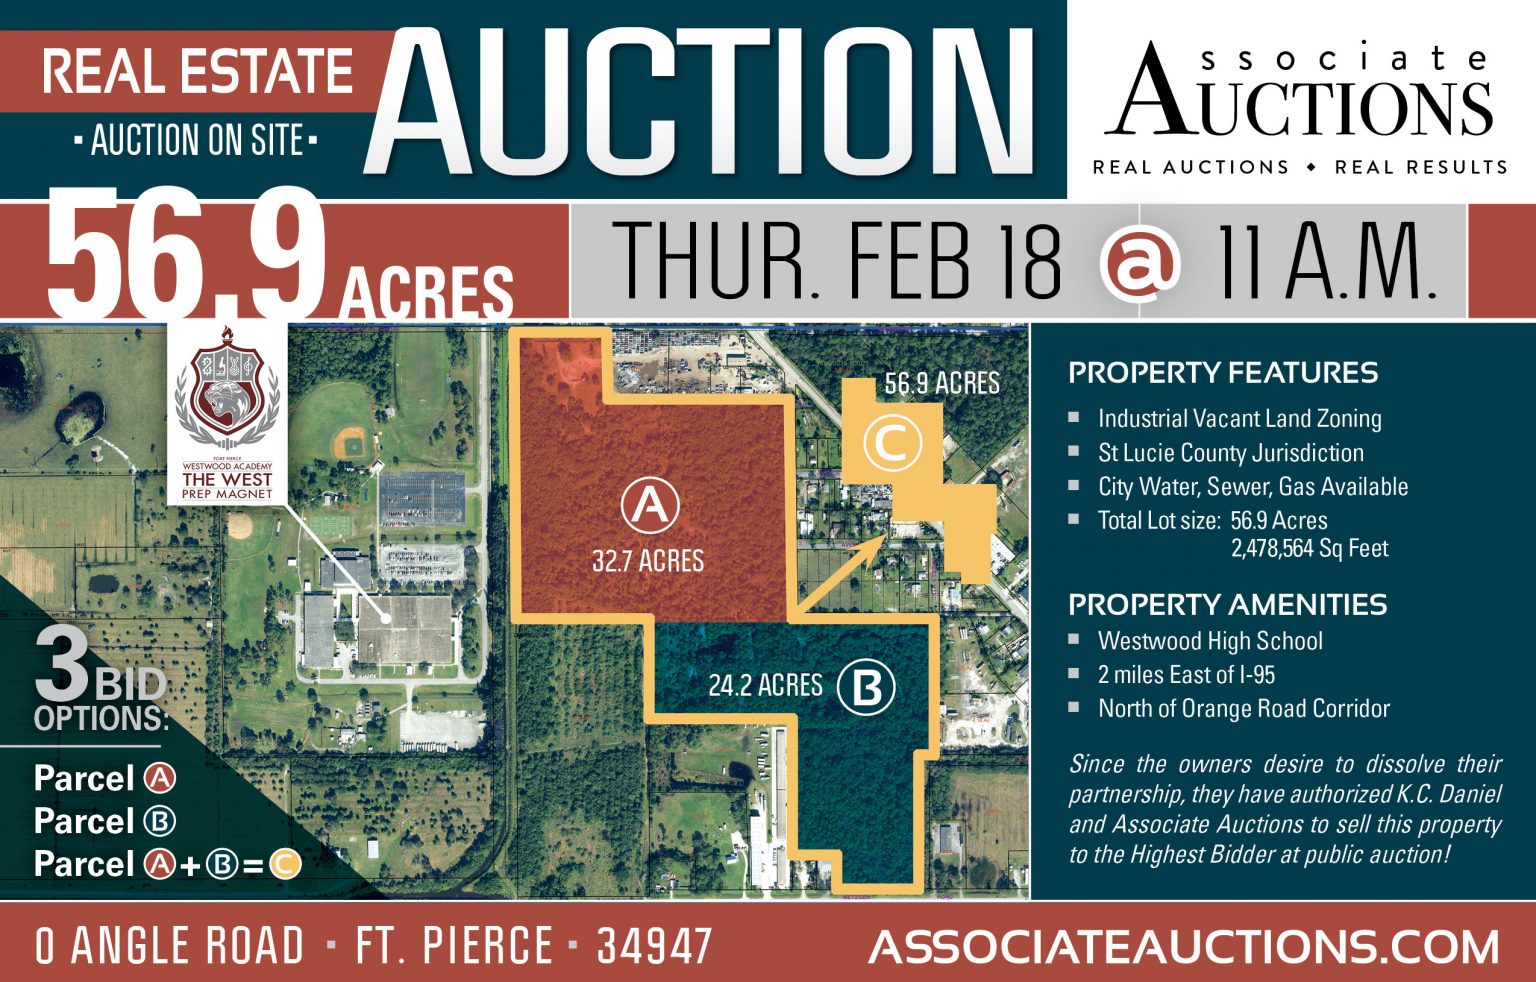 REAL ESTATE
AUCTION
• AUCTION ON SITE •
Associate
AUCTIONS
REAL AUCTIONS ◆ REAL RESULTS
56.9 ACRES
THUR. FEB 18 @ 11 A.M.
FORT PIERCE
WESTWOOD ACADEMY
THE WEST
PREP MAGNET
A
32.7 ACRES
56.9 ACRES
C
24.2 ACRES B
METZGER ROAD
3 BID
OPTIONS:
Parcel A
Parcel B
Parcel A + B = C
PROPERTY FEATURES
▪ Industrial Vacant Land Zoning
▪ St Lucie County Jurisdiction
▪ City Water, Sewer, Gas Available
▪ Total Lot size: 56.9 Acres
2,478,564 Sq Feet
PROPERTY AMENITIES
▪ Westwood High School
▪ 2 miles East of I-95
▪ North of Orange Road Corridor
Since the owners desire to dissolve their
partnership, they have authorized K.C. Daniel
and Associate Auctions to sell this property
to the Highest Bidder at public auction!
0 ANGLE ROAD ▪ FT. PIERCE ▪ 34947
ASSOCIATEAUCTIONS.COM